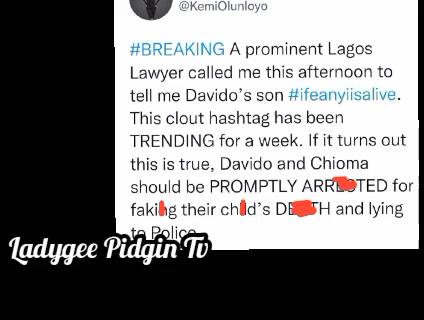 @KemiOlunloyo
#BREAKING A prominent Lagos
Lawyer called me this afternoon to
tell me Davido's son #ifeanyiisalive.
This clout hashtag has been
TRENDING for a week. If it turns out
this is true, Davido and Chioma
should be PROMPTLY ARRESTED for
faking their child's DEATH and lying
to Police
Ladygee Pidgin Tv